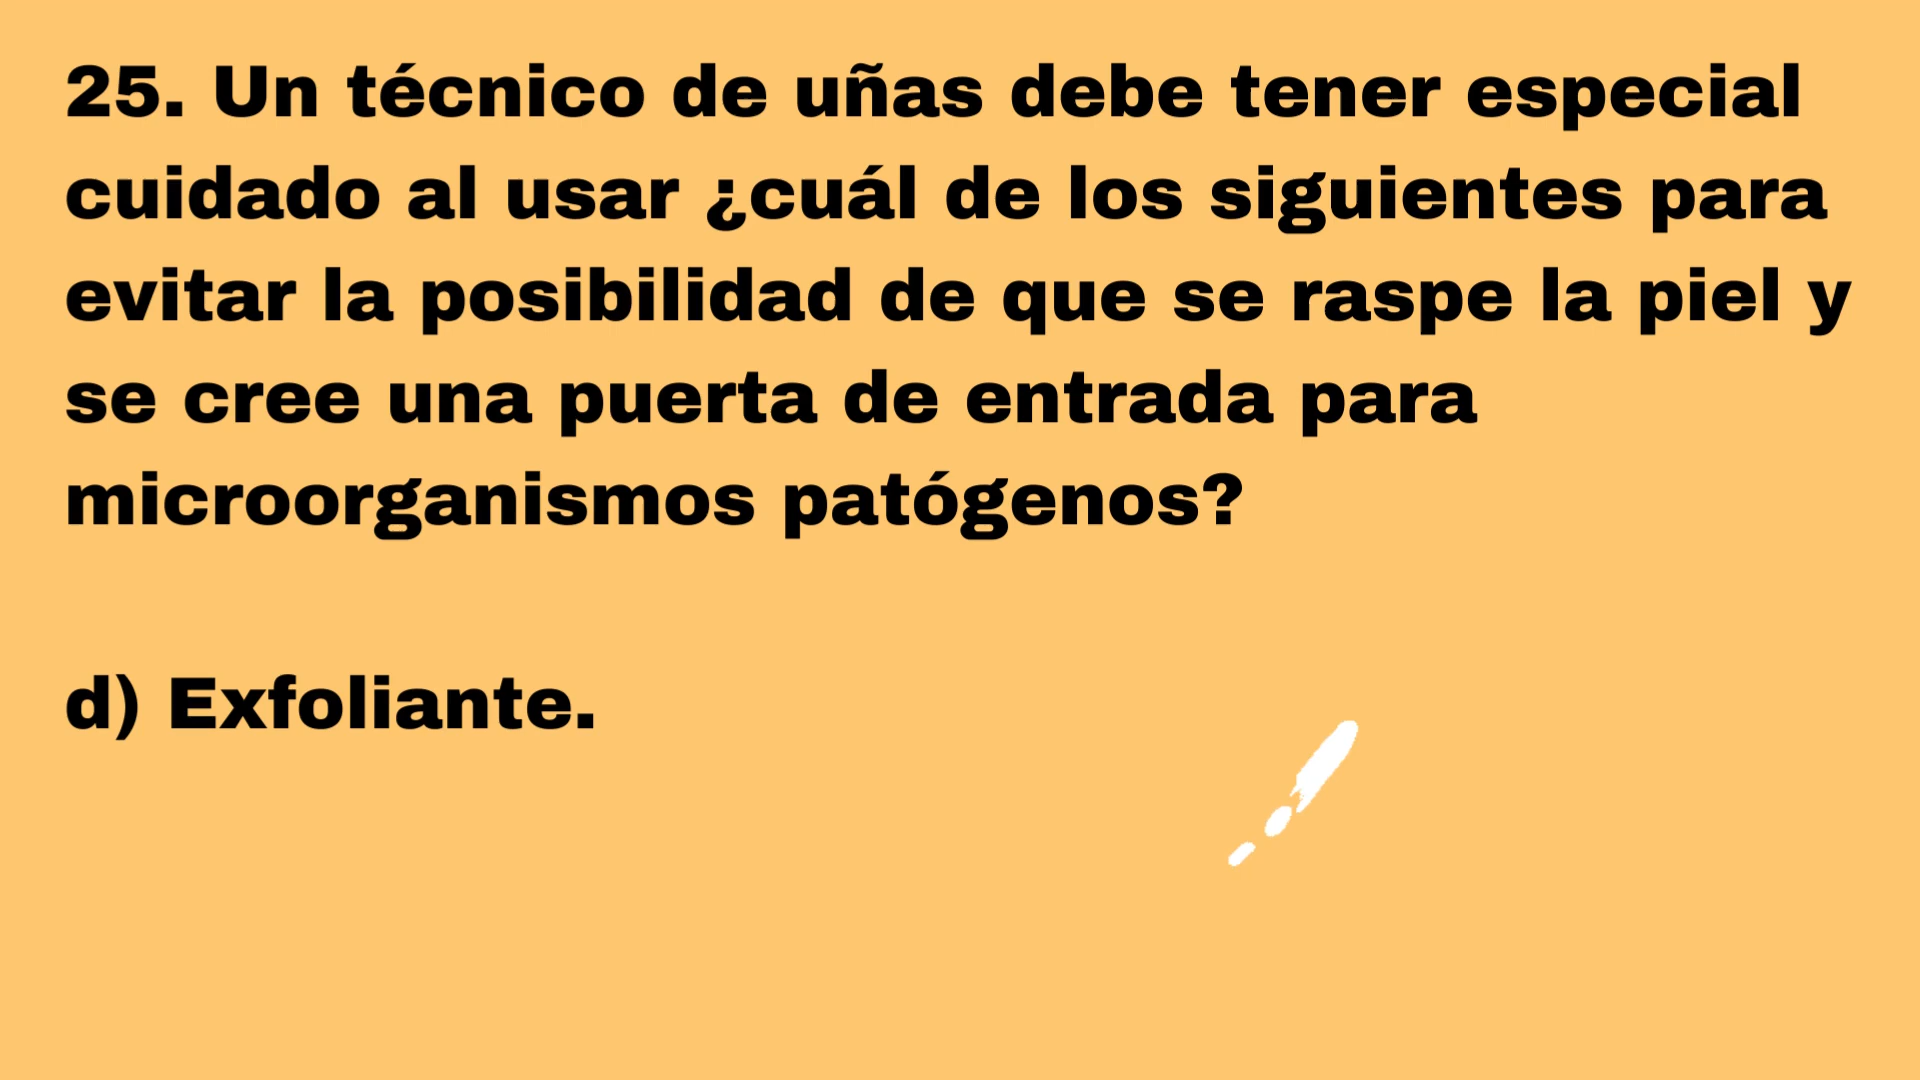 25. Un técnico de uñas debe tener especial
cuidado al usar ¿cuál de los siguientes para
evitar la posibilidad de que se raspe la piel y
se cree una puerta de entrada para
microorganismos patógenos?
d) Exfoliante.